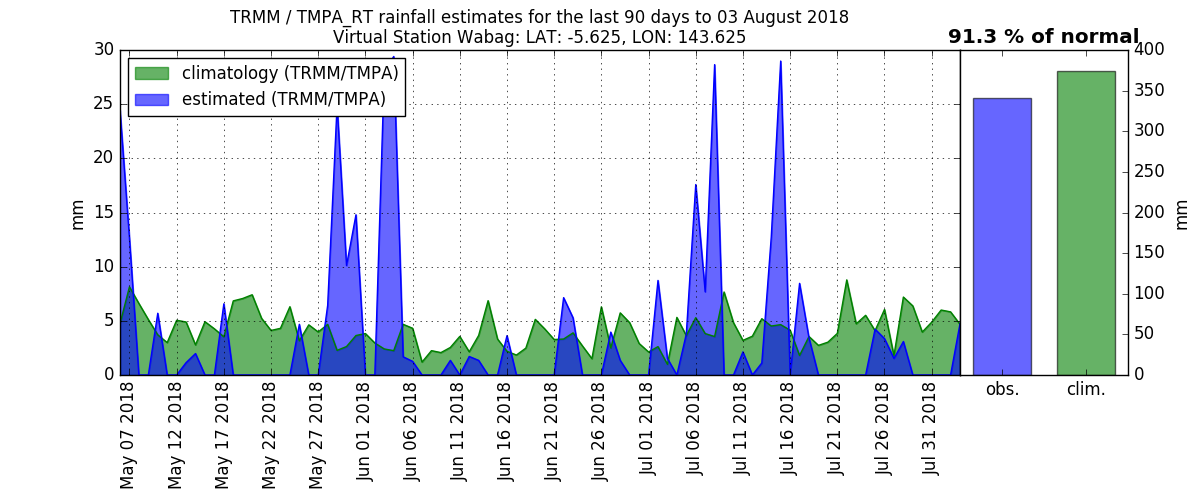 TRMM / TMPA_RT rainfall estimates for the last 90 days to 03 August 2018
Virtual Station Wabag: LAT: -5.625, LON: 143.625
91.3 % of normal
climatology (TRMM/TMPA)
estimated (TRMM/TMPA)
30
25
20
15
10
5
0
mm
May 07 2018
May 12 2018
May 17 2018
May 22 2018
May 27 2018
Jun 01 2018
Jun 06 2018
Jun 11 2018
Jun 16 2018
Jun 21 2018
Jun 26 2018
Jul 01 2018
Jul 06 2018
Jul 11 2018
Jul 16 2018
Jul 21 2018
Jul 26 2018
Jul 31 2018
obs.
clim.
400
350
300
250
200
150
100
50
0
mm